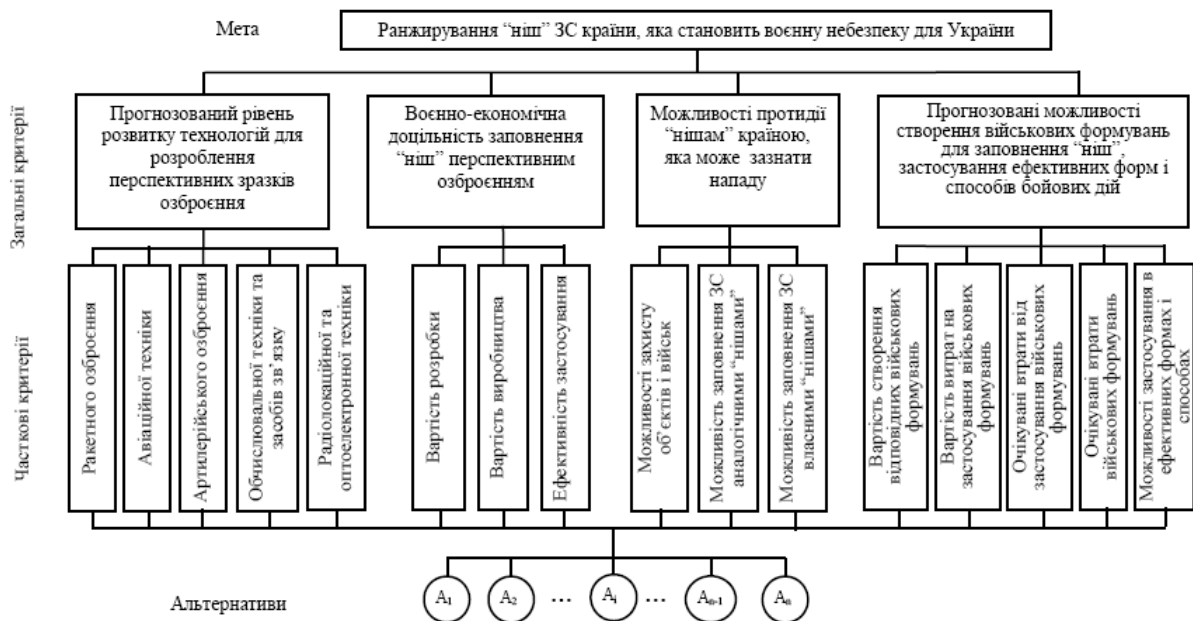 Мета
Ранжирування “ніш” ЗС країни, яка становить воєнну небезпеку для України
Загальні критерії
Прогнозований рівень
розвитку технологій для
розроблення
перспективних зразків
озброєння
Воєнно-економічна
доцільність заповнення
“ніш” перспективним
озброєнням
Можливості протидії
“нішам” країною,
яка може зазнати
нападу
Прогнозовані можливості
створення військових формувань
для заповнення “ніш”,
застосування ефективних форм і
способів бойових дій
Часткові критерії
Ракетного озброєння
Авіаційної техніки
Артилерійського озброєння
Обчислювальної техніки та
засобів зв’язку
Радіолокаційної та
оптоелектронної техніки
Вартість розробки
Вартість виробництва
Ефективність застосування
Можливості захисту
об’єктів і військ
Можливість заповнення ЗС
аналогічними “нішами”
Можливість заповнення ЗС
власними “нішами”
Вартість створення
відповідних військових
формувань
Вартість витрат на
застосування військових
формувань
Очікувані втрати від
застосування військових
формувань
Очікувані втрати
військових формувань
Можливості застосування в
ефективних формах і
способах
Альтернативи
A1 A2 … Ai … An-1 An